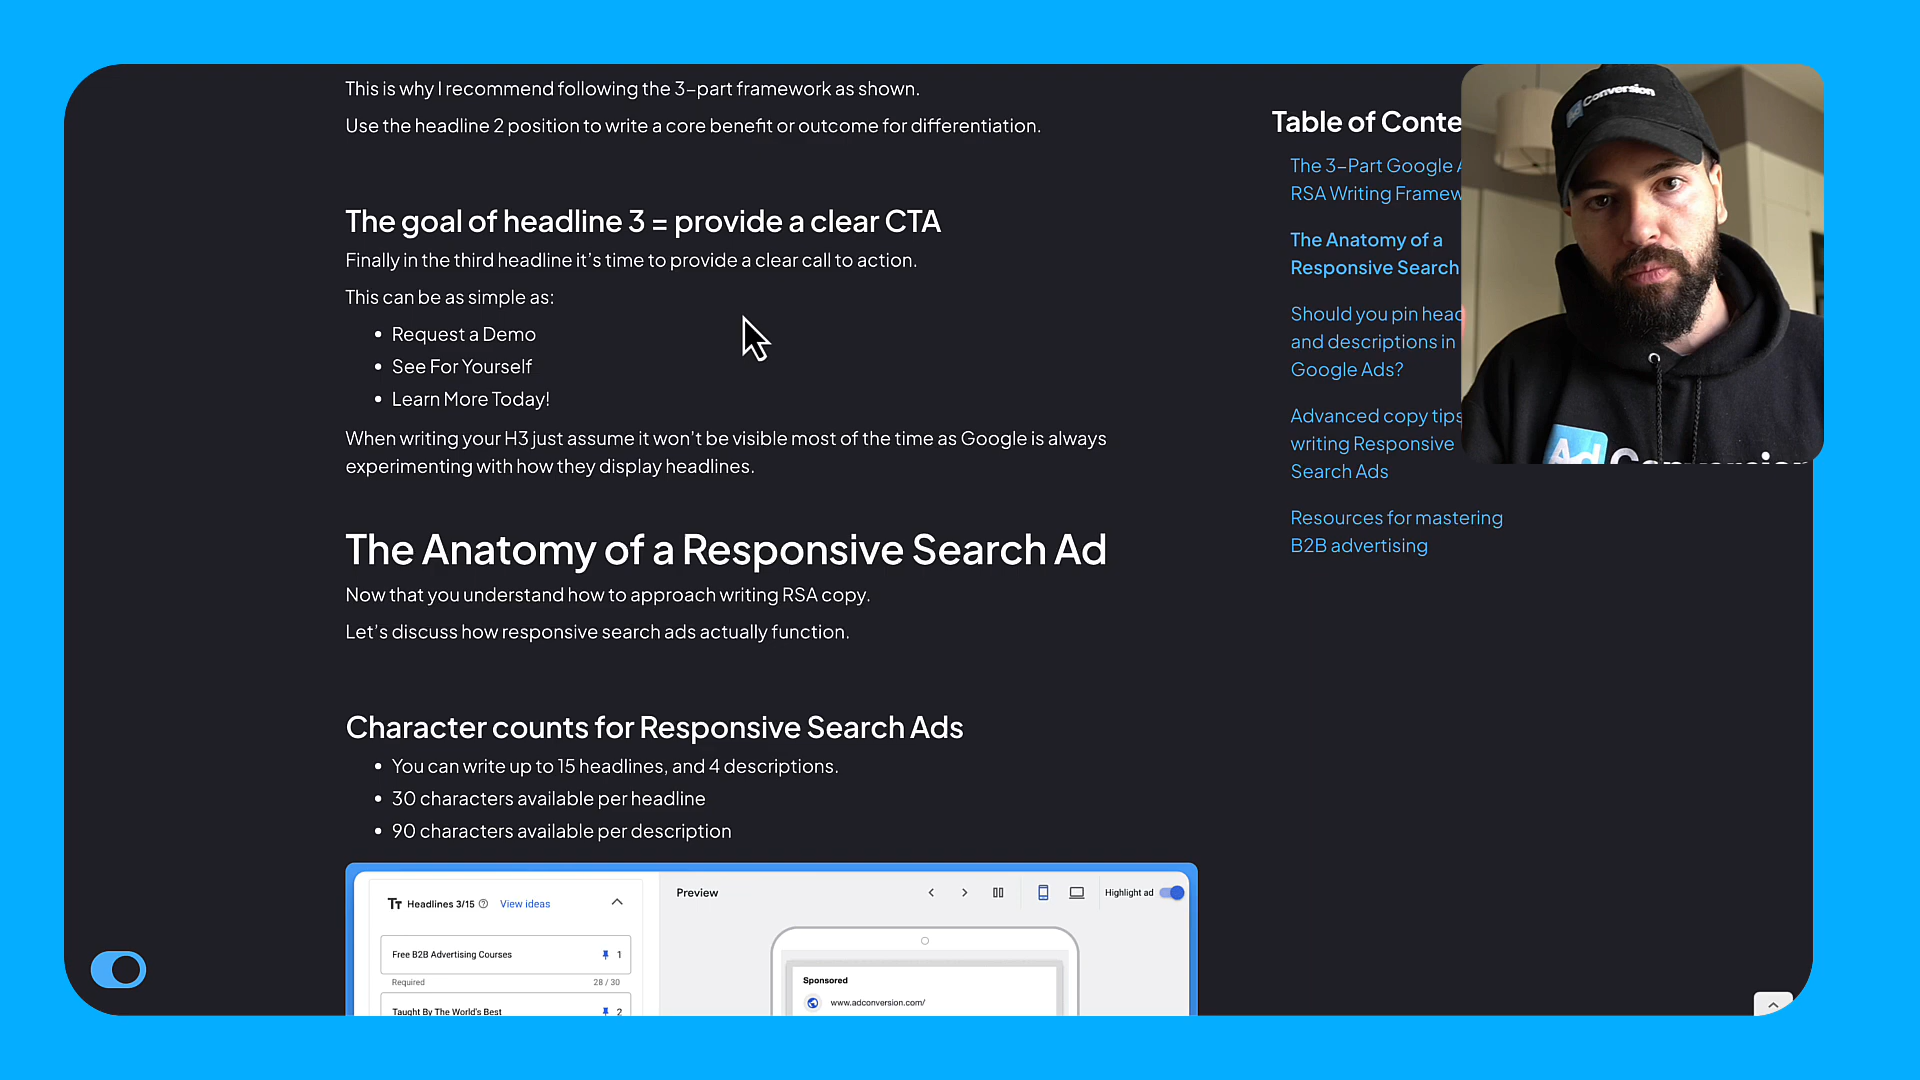 This is why I recommend following the 3-part framework as shown.
Use the headline 2 position to write a core benefit or outcome for differentiation.
The goal of headline 3 = provide a clear CTA
Finally in the third headline it's time to provide a clear call to action.
This can be as simple as:
• Request a Demo
• See For Yourself
• Learn More Today!
When writing your H3 just assume it won't be visible most of the time as Google is always
experimenting with how they display headlines.
The Anatomy of a Responsive Search Ad
Now that you understand how to approach writing RSA copy.
Let's discuss how responsive search ads actually function.
Character counts for Responsive Search Ads
• You can write up to 15 headlines, and 4 descriptions.
• 30 characters available per headline
• 90 characters available per description
Headlines 3/15
View ideas
Free B2B Advertising Courses
1
Required
28 / 30
Taught By The World's Best
2
Preview
Highlight ad
Sponsored
www.adconversion.com/
Table of Conte
The 3-Part Google
RSA Writing Framew
The Anatomy of a
Responsive Search
Should you pin head
and descriptions in
Google Ads?
Advanced copy tips
writing Responsive
Search Ads
Resources for mastering
B2B advertising
Conversion
Ad Conversion